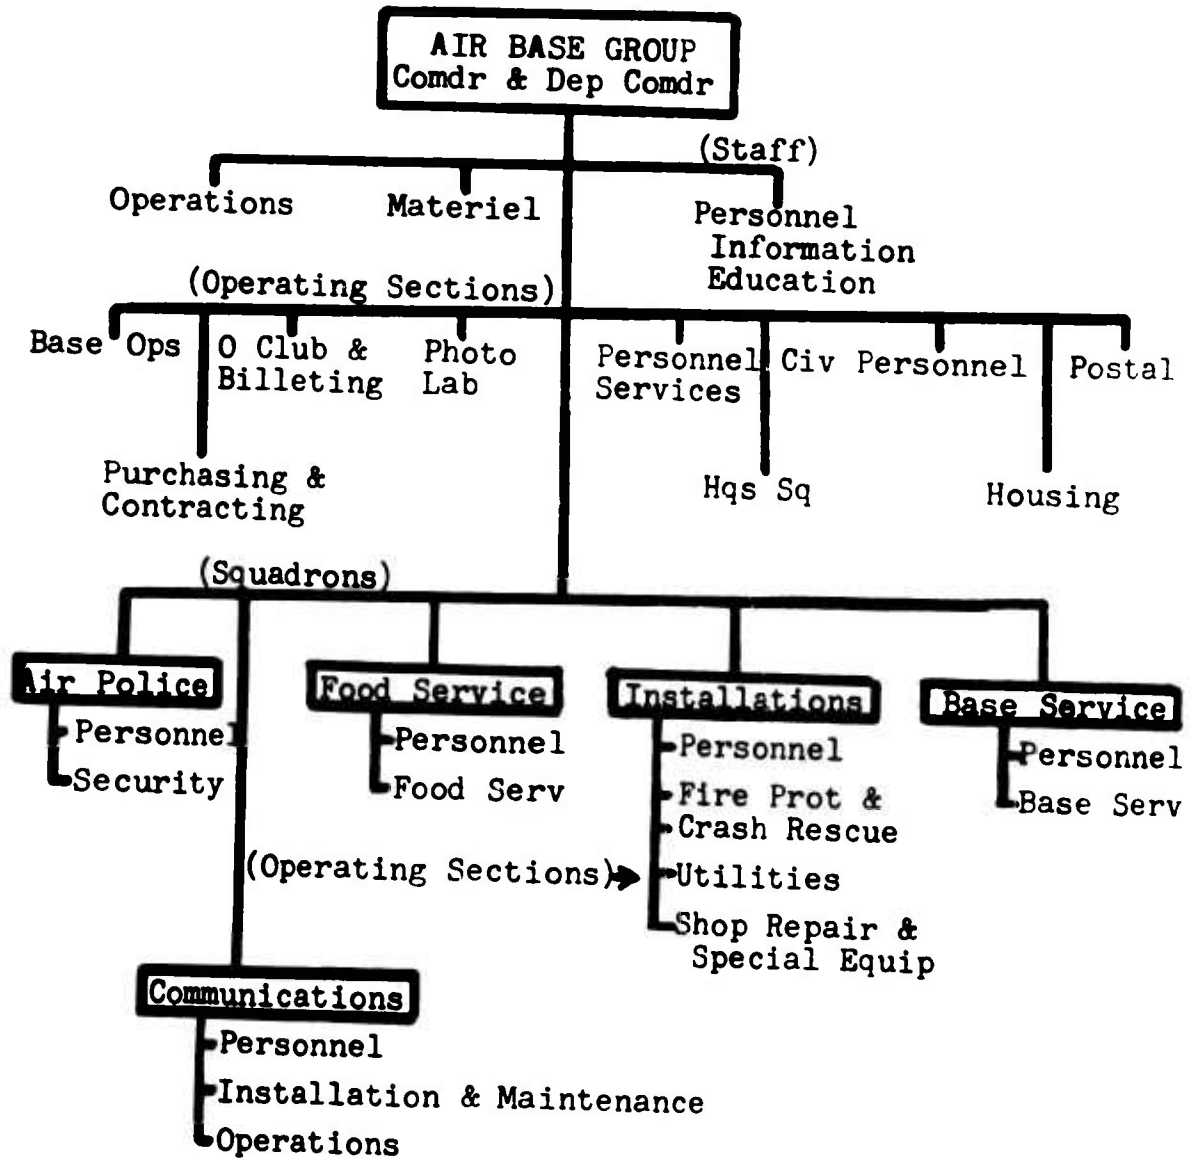 AIR BASE GROUP
Comdr & Dep Comdr
(Staff)
Operations
Materiel
Personnel
Information
Education
(Operating Sections)
Base Ops
O Club &
Billeting
Photo
Lab
Personnel
Services
Civ Personnel
Postal
Purchasing &
Contracting
Hqs Sq
Housing
(Squadrons)
Air Police
Personnel
Security
Food Service
Personnel
Food Serv
Installations
Personnel
Fire Prot &
Crash Rescue
(Operating Sections)
Utilities
Shop Repair &
Special Equip
Base Service
Personnel
Base Serv
Communications
Personnel
Installation & Maintenance
Operations